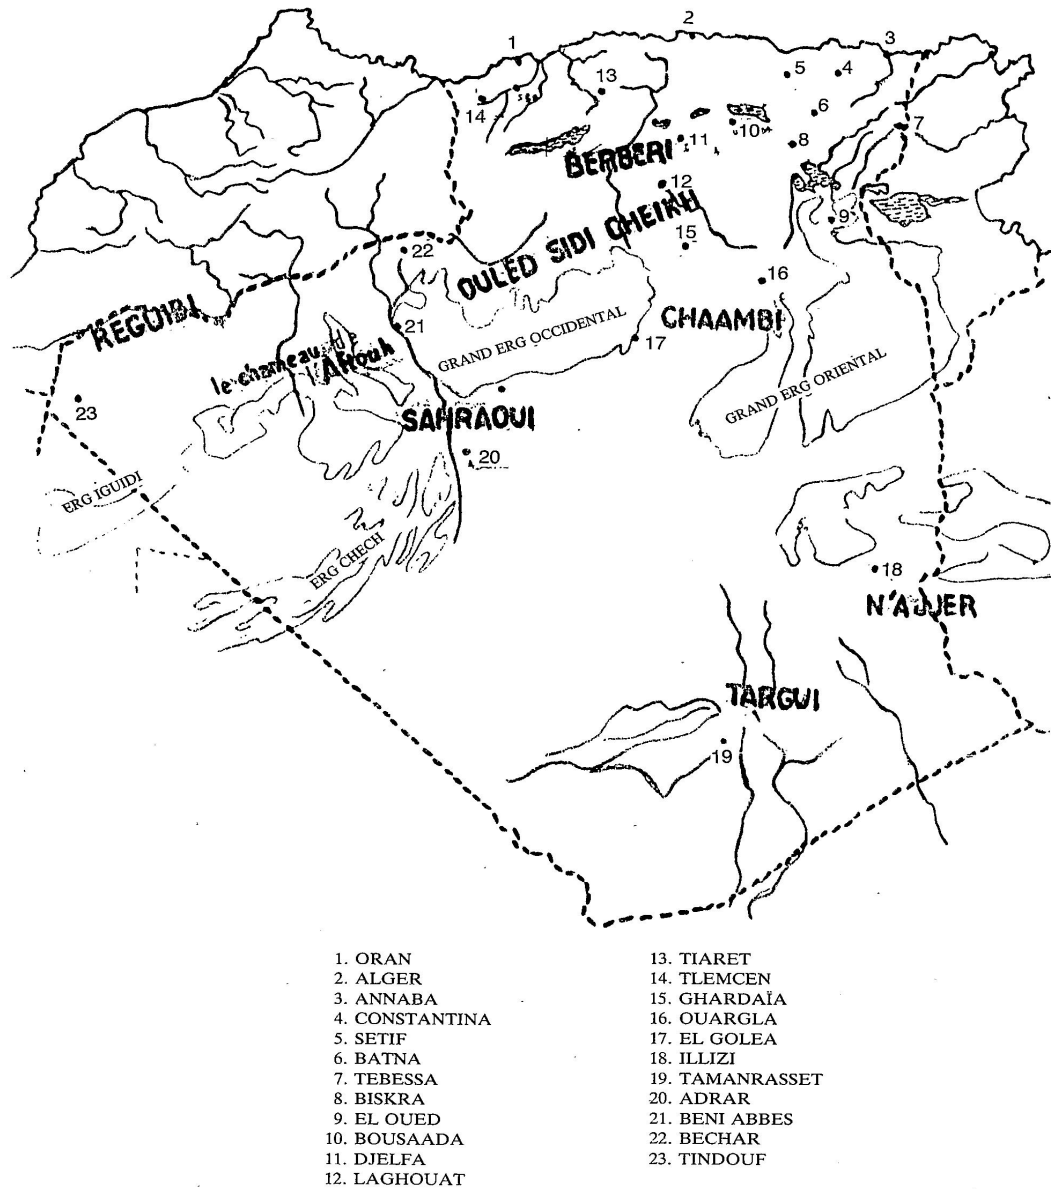 2
1
3
13
5
4
14
6
7
10
11
8
BERBERI
12
9
OULED SIDI CHEIKH
15
22
16
REGUIBI
CHAAMBI
21
GRAND ERG OCCIDENTAL
17
le chameau de
l'Aftouh
GRAND ERG ORIENTAL
23
SAHRAOUI
20
ERG IGUIDI
ERG CHECH
18
N'AJJER
TARGUI
19
1. ORAN
2. ALGER
3. ANNABA
4. CONSTANTINA
5. SETIF
6. BATNA
7. TEBESSA
8. BISKRA
9. EL OUED
10. BOUSAADA
11. DJELFA
12. LAGHOUAT
13. TIARET
14. TLEMCEN
15. GHARDAÏA
16. OUARGLA
17. EL GOLEA
18. ILLIZI
19. TAMANRASSET
20. ADRAR
21. BENI ABBES
22. BECHAR
23. TINDOUF